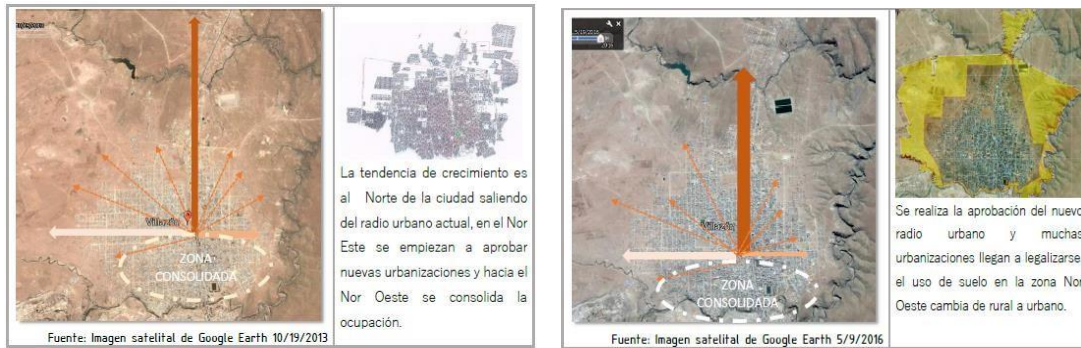 Villazón
ZONA
CONSOLIDADA
Fuente: Imagen satelital de Google Earth 10/19/2013
La tendencia de crecimiento es
al Norte de la ciudad saliendo
del radio urbano actual, en el Nor
Este se empiezan a aprobar
nuevas urbanizaciones y hacia el
Nor Oeste se consolida la
ocupación.
2016
Villazón
ZONA
CONSOLIDADA
Fuente: Imagen satelital de Google Earth 5/9/2016
Se realiza la aprobación del nuevo
radio urbano y muchas
urbanizaciones llegan a legalizarse,
el uso de suelo en la zona Nor
Oeste cambia de rural a urbano.